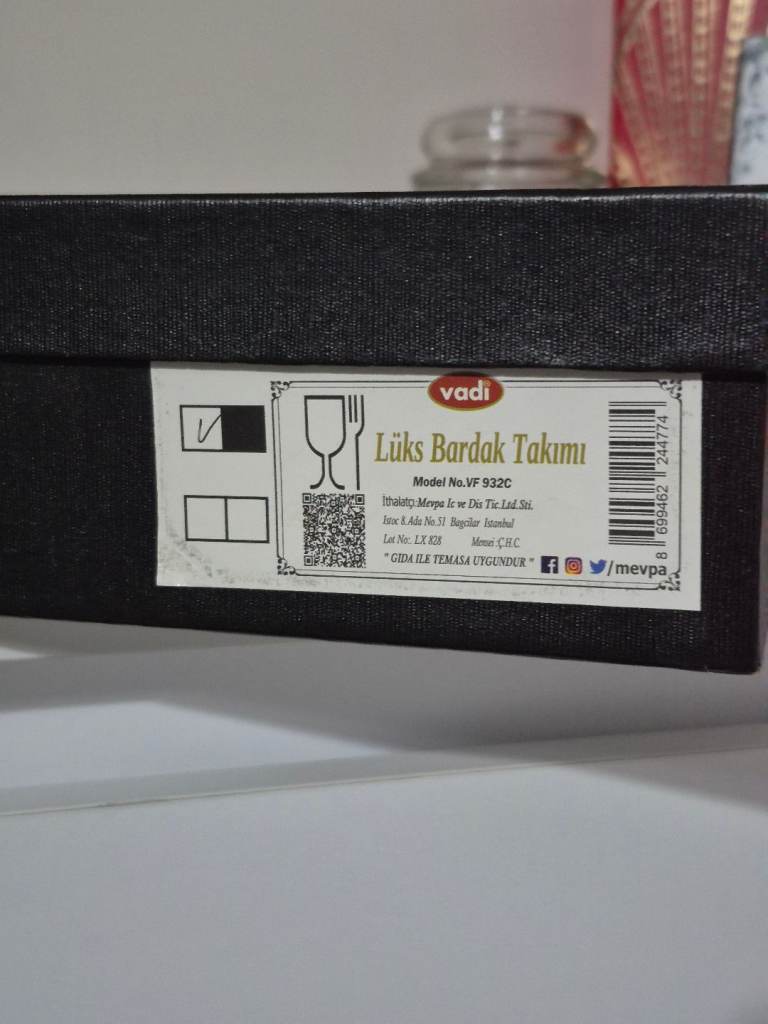 vadi
Lüks Bardak Takımı
Model No.VF 932C
İthalatçı:Mevpa Ic ve Dis Tic.Ltd.Sti.
Istoc 8.Ada No.51 Bagcilar Istanbul
Lot No:. LX 828 Mensei :Ç.H.C.
" GIDA ILE TEMASA UYGUNDUR "
/mevpa
8 699462 244774